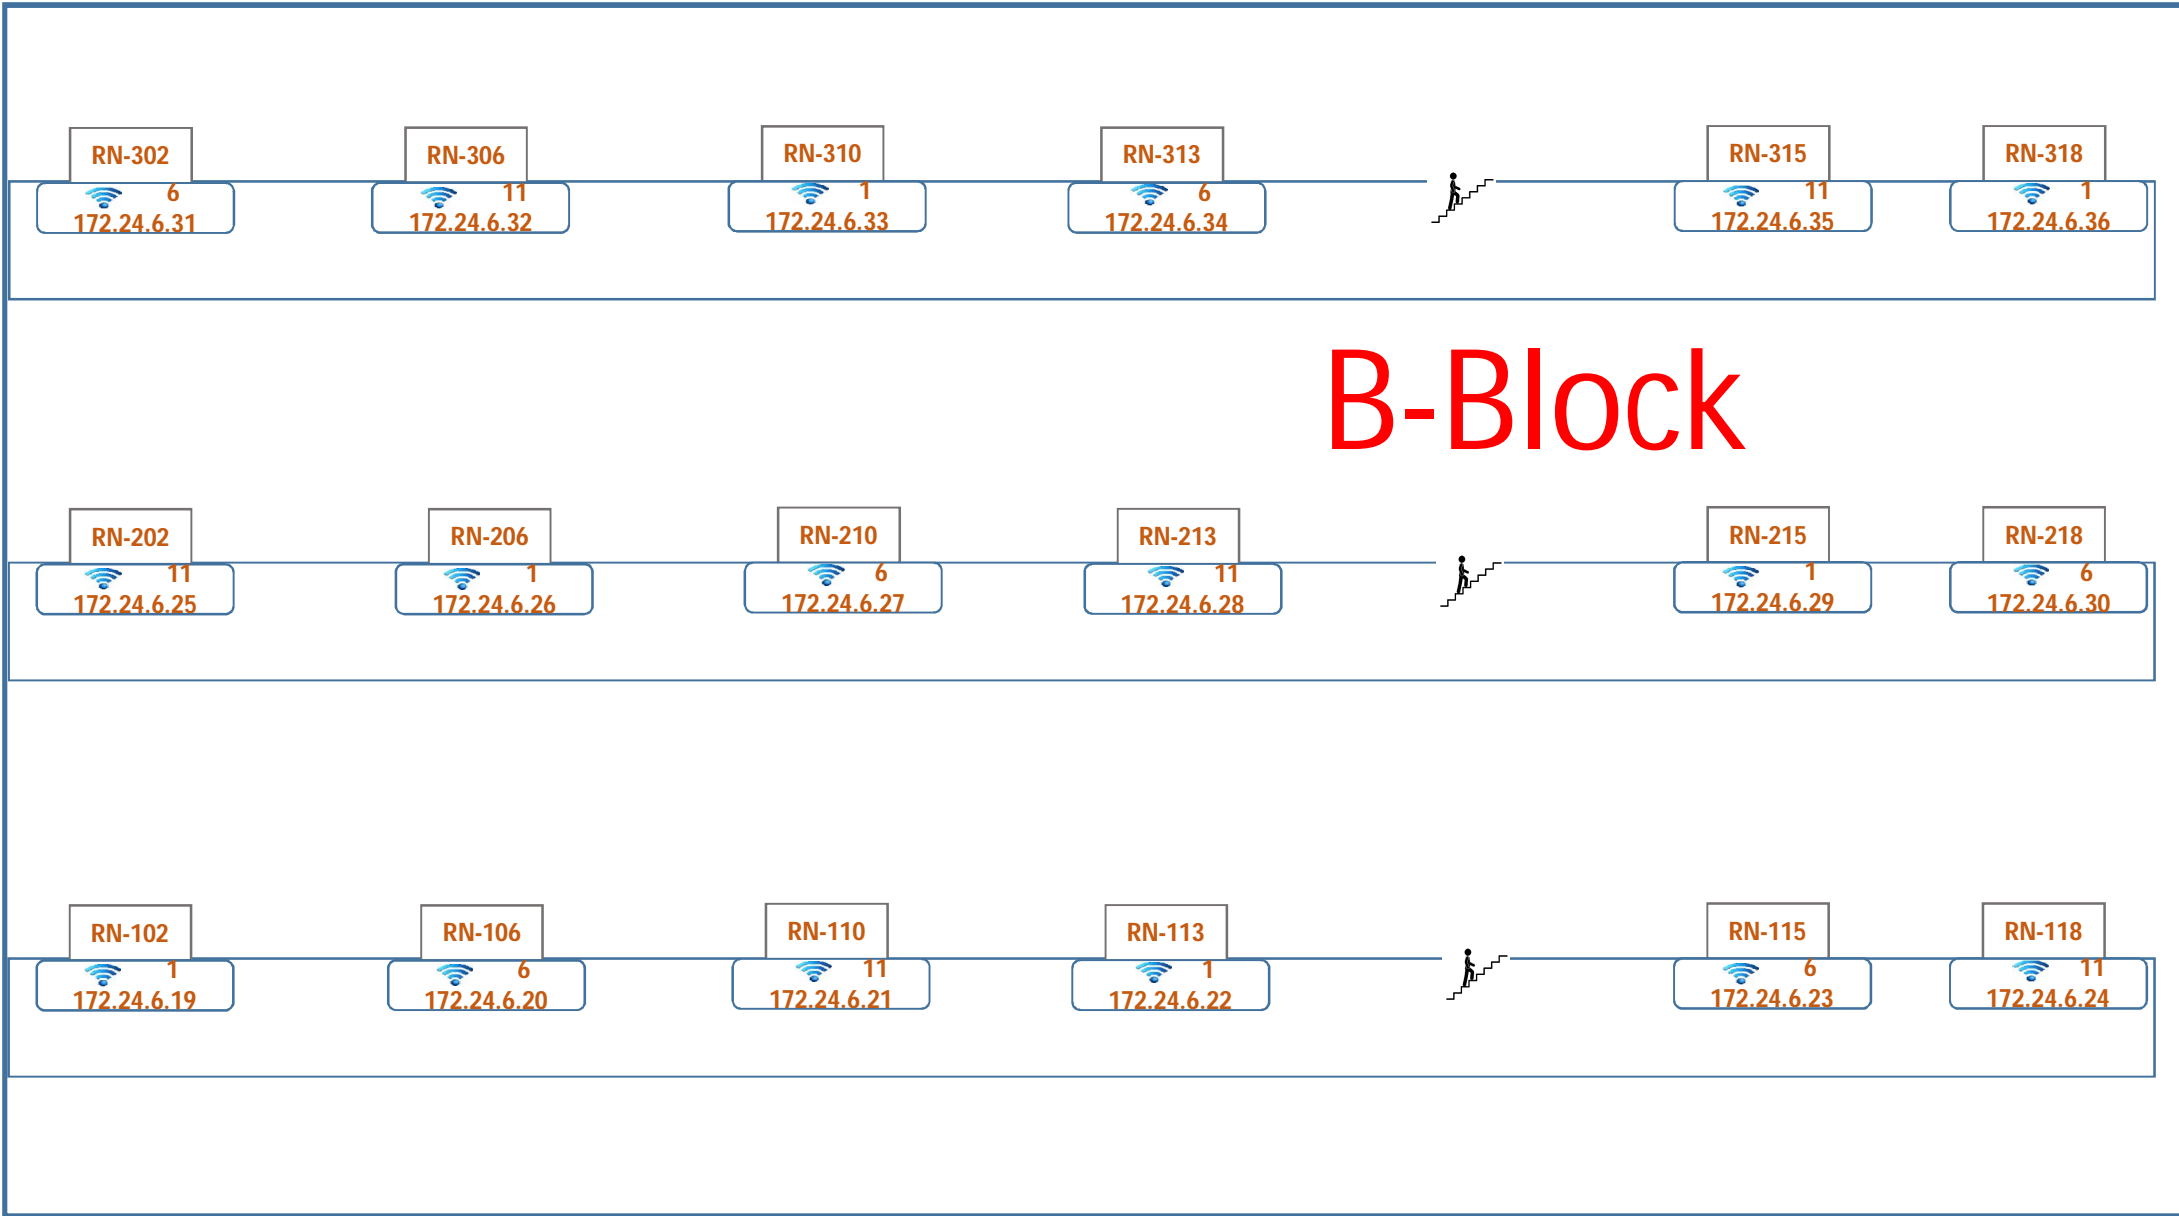 RN-302 RN-306 RN-310 RN-313 RN-315 RN-318
6 11 1 6 11 1
172.24.6.31 172.24.6.32 172.24.6.33 172.24.6.34 172.24.6.35 172.24.6.36
B-Block
RN-202 RN-206 RN-210 RN-213 RN-215 RN-218
11 1 6 11 1 6
172.24.6.25 172.24.6.26 172.24.6.27 172.24.6.28 172.24.6.29 172.24.6.30
RN-102 RN-106 RN-110 RN-113 RN-115 RN-118
1 6 11 1 6 11
172.24.6.19 172.24.6.20 172.24.6.21 172.24.6.22 172.24.6.23 172.24.6.24